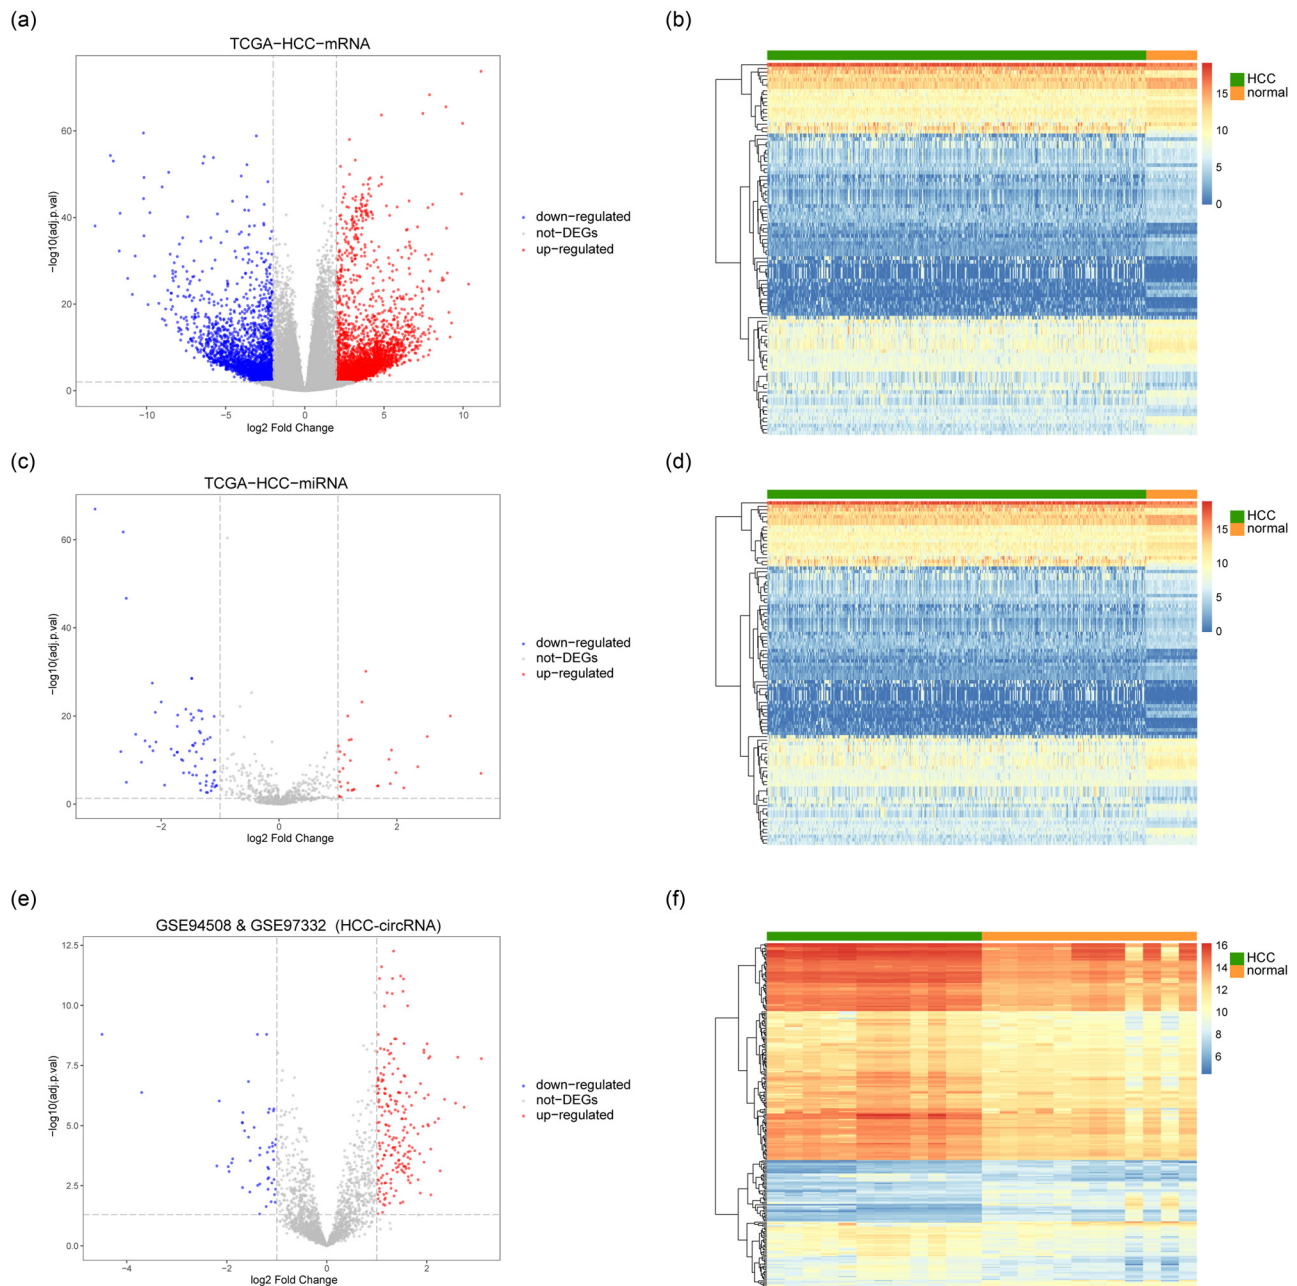 (a)
TCGA−HCC−mRNA
−log10(adj.p.val)
60
40
20
0
−10
−5
0
5
10
log2 Fold Change
down−regulated
not−DEGs
up−regulated
(b)
15
10
5
0
HCC
normal
(c)
TCGA−HCC−miRNA
−log10(adj.p.val)
60
40
20
0
−2
0
2
log2 Fold Change
down−regulated
not−DEGs
up−regulated
(d)
15
10
5
0
HCC
normal
(e)
GSE94508 & GSE97332 (HCC-circRNA)
−log10(adj.p.val)
12.5
10.0
7.5
5.0
2.5
0.0
−4
−2
0
2
log2 Fold Change
down−regulated
not−DEGs
up−regulated
(f)
16
14
12
10
8
6
HCC
normal